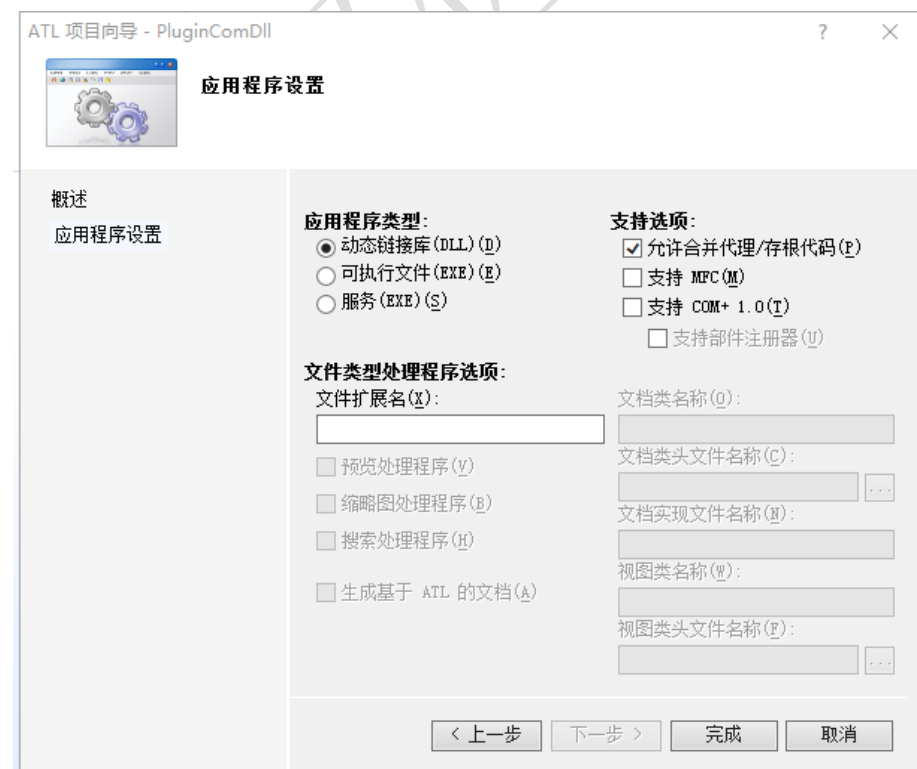 ATL 项目向导 - PluginComDll
应用程序设置
概述
应用程序设置
应用程序类型:
动态链接库(DLL)(D)
可执行文件(EXE)(E)
服务(EXE)(S)
支持选项:
允许合并代理/存根代码(P)
支持 MFC(M)
支持 COM+ 1.0(T)
支持部件注册器(U)
文件类型处理程序选项:
文件扩展名(X):
预览处理程序(V)
缩略图处理程序(B)
搜索处理程序(H)
生成基于 ATL 的文档(A)
文档类名称(O):
文档类头文件名称(C):
...
文档实现文件名称(N):
视图类名称(W):
视图类头文件名称(F):
...
< 上一步
下一步 >
完成
取消